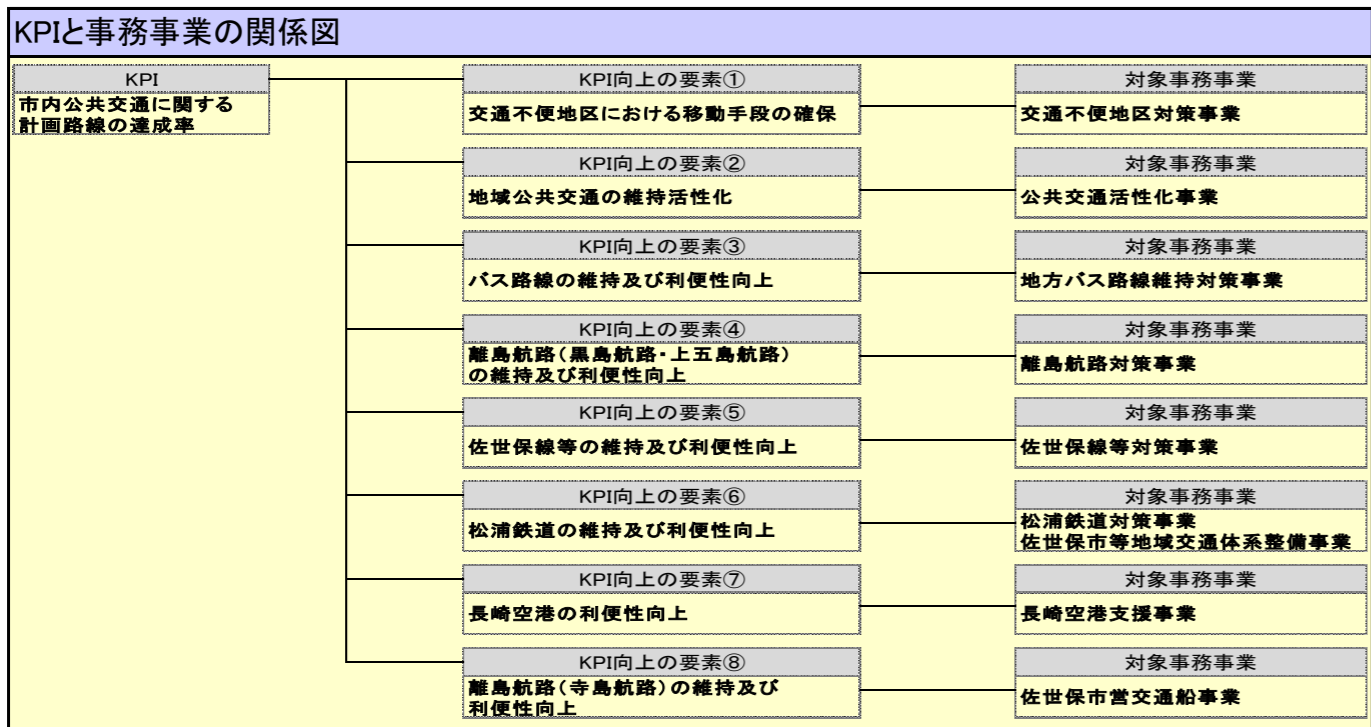 KPIと事務事業の関係図
KPI
市内公共交通に関する
計画路線の達成率
KPI向上の要素①
交通不便地区における移動手段の確保
対象事務事業
交通不便地区対策事業
KPI向上の要素②
地域公共交通の維持活性化
対象事務事業
公共交通活性化事業
KPI向上の要素③
バス路線の維持及び利便性向上
対象事務事業
地方バス路線維持対策事業
KPI向上の要素④
離島航路（黒島航路・上五島航路）
の維持及び利便性向上
対象事務事業
離島航路対策事業
KPI向上の要素⑤
佐世保線等の維持及び利便性向上
対象事務事業
佐世保線等対策事業
KPI向上の要素⑥
松浦鉄道の維持及び利便性向上
対象事務事業
松浦鉄道対策事業
佐世保市等地域交通体系整備事業
KPI向上の要素⑦
長崎空港の利便性向上
対象事務事業
長崎空港支援事業
KPI向上の要素⑧
離島航路（寺島航路）の維持及び
利便性向上
対象事務事業
佐世保市営交通船事業